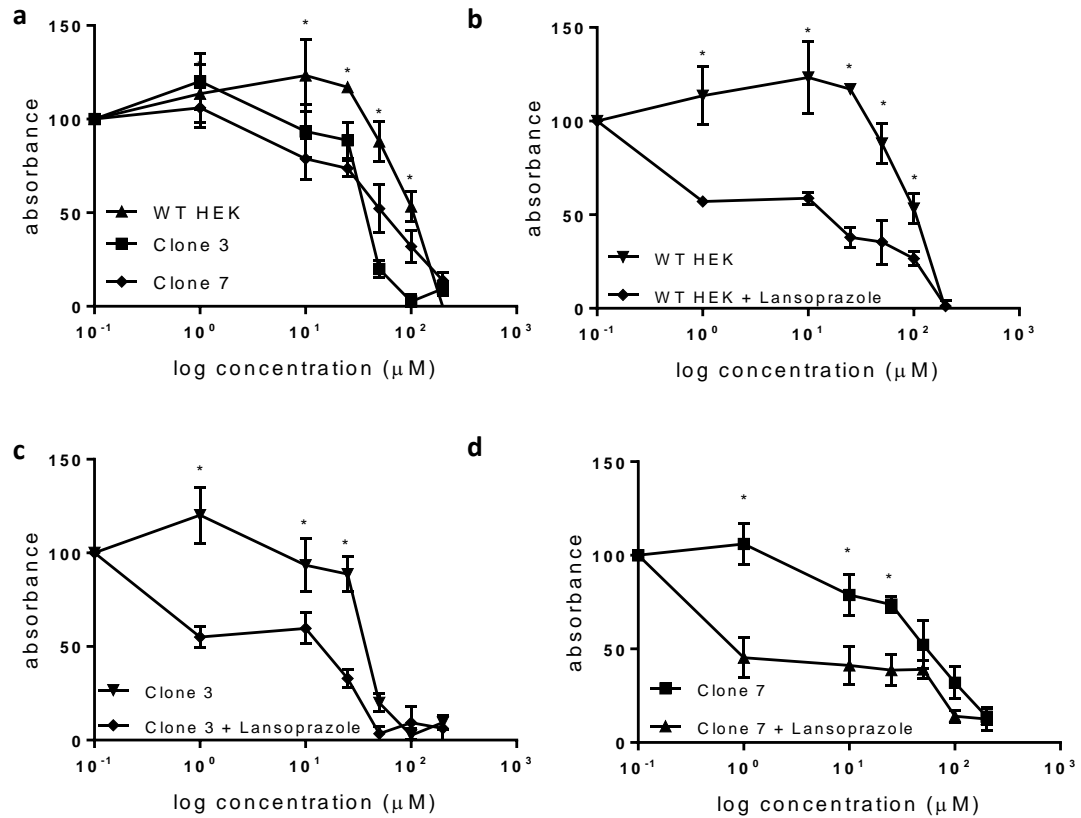 a
150
100
50
0
absorbance
* * * *
WT HEK
Clone 3
Clone 7
10-1 100 101 102 103
log concentration (μM)
b
150
100
50
0
absorbance
* * * * *
WT HEK
WT HEK + Lansoprazole
10-1 100 101 102 103
log concentration (μM)
c
150
100
50
0
absorbance
* * *
Clone 3
Clone 3 + Lansoprazole
10-1 100 101 102 103
log concentration (μM)
d
150
100
50
0
absorbance
* * *
Clone 7
Clone 7 + Lansoprazole
10-1 100 101 102 103
log concentration (μM)